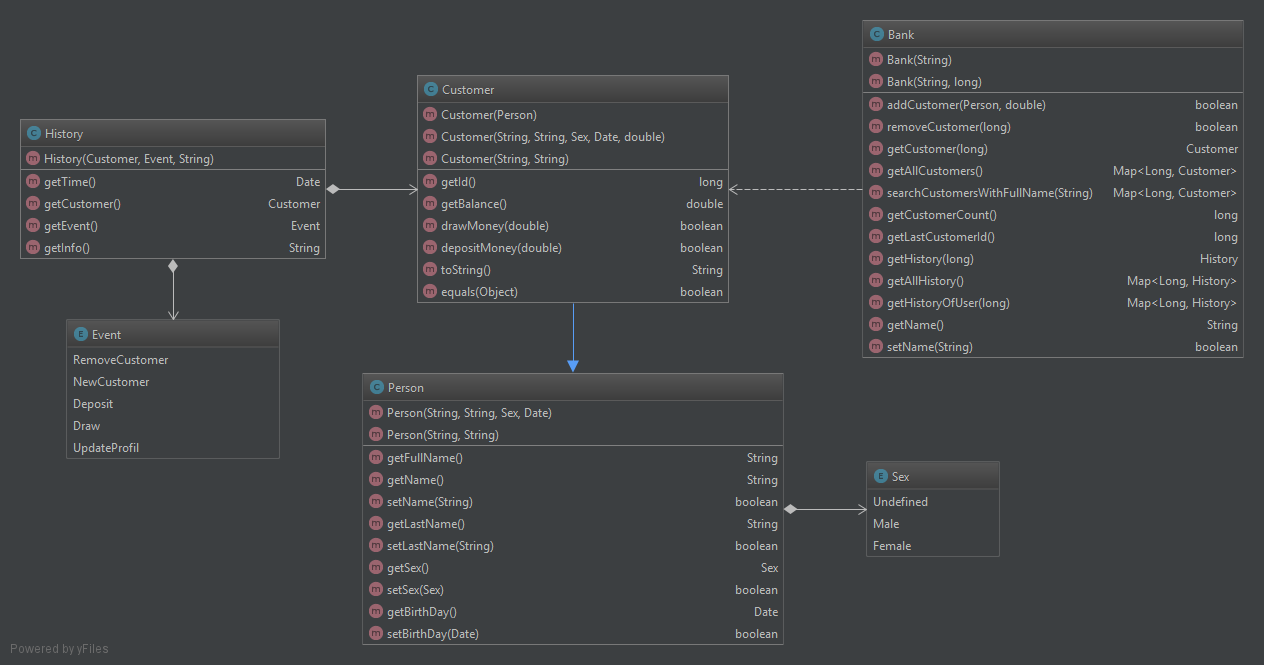 History
History(Customer, Event, String)
getTime() Date
getCustomer() Customer
getEvent() Event
getInfo() String
Event
RemoveCustomer
NewCustomer
Deposit
Draw
UpdateProfil
Customer
Customer(Person)
Customer(String, String, Sex, Date, double)
Customer(String, String)
getId() long
getBalance() double
drawMoney(double) boolean
depositMoney(double) boolean
toString() String
equals(Object) boolean
Person
Person(String, String, Sex, Date)
Person(String, String)
getFullName() String
getName() String
setName(String) boolean
getLastName() String
setLastName(String) boolean
getSex() Sex
setSex(Sex) boolean
getBirthDay() Date
setBirthDay(Date) boolean
Bank
Bank(String)
Bank(String, long)
addCustomer(Person, double) boolean
removeCustomer(long) boolean
getCustomer(long) Customer
getAllCustomers() Map<Long, Customer>
searchCustomersWithFullName(String) Map<Long, Customer>
getCustomerCount() long
getLastCustomerId() long
getHistory(long) History
getAllHistory() Map<Long, History>
getHistoryOfUser(long) Map<Long, History>
getName() String
setName(String) boolean
Sex
Undefined
Male
Female
Powered by yFiles